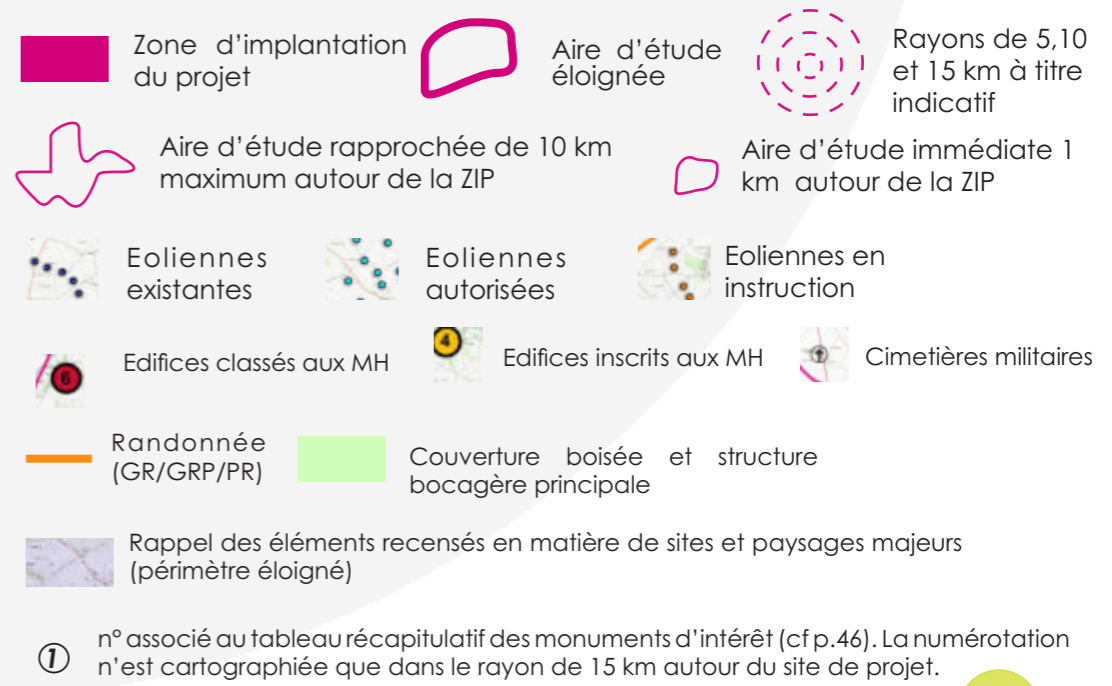 Zone d'implantation
du projet
Aire d'étude
éloignée
Rayons de 5,10
et 15 km à titre
indicatif
Aire d'étude rapprochée de 10 km
maximum autour de la ZIP
Aire d'étude immédiate 1
km autour de la ZIP
Eoliennes
existantes
Eoliennes
autorisées
Eoliennes en
instruction
6
Edifices classés aux MH
4
Edifices inscrits aux MH
Cimetières militaires
Randonnée
(GR/GRP/PR)
Couverture boisée et structure
bocagère principale
Rappel des éléments recensés en matière de sites et paysages majeurs
(périmètre éloigné)
①
n° associé au tableau récapitulatif des monuments d'intérêt (cf p.46). La numérotation
n'est cartographiée que dans le rayon de 15 km autour du site de projet.